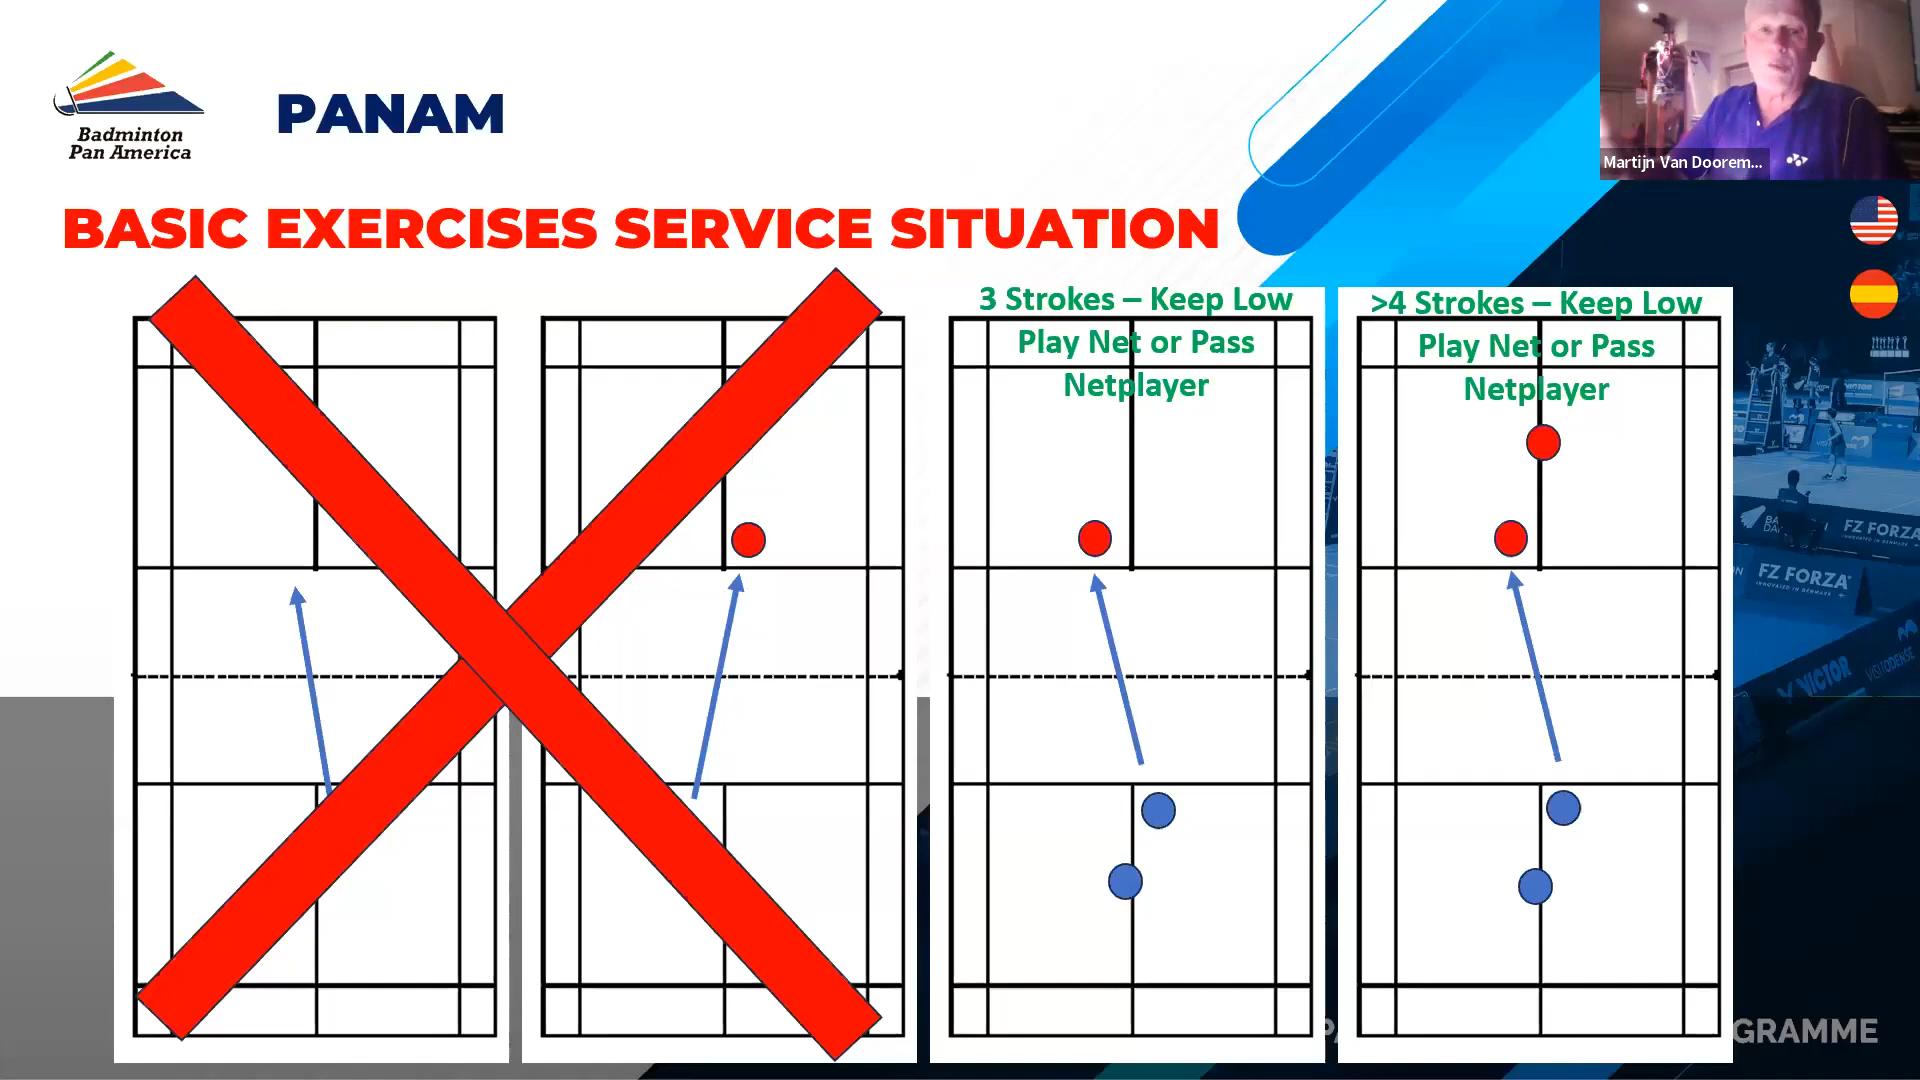 Badminton
Pan America
PANAM
Martijn Van Doorem...
BASIC EXERCISES SERVICE SITUATION
3 Strokes – Keep Low
Play Net or Pass
Netplayer
>4 Strokes – Keep Low
Play Net or Pass
Netplayer
FZ FORZA
FZ FORZA
VICTOR
VISITODENSE
GRAMME